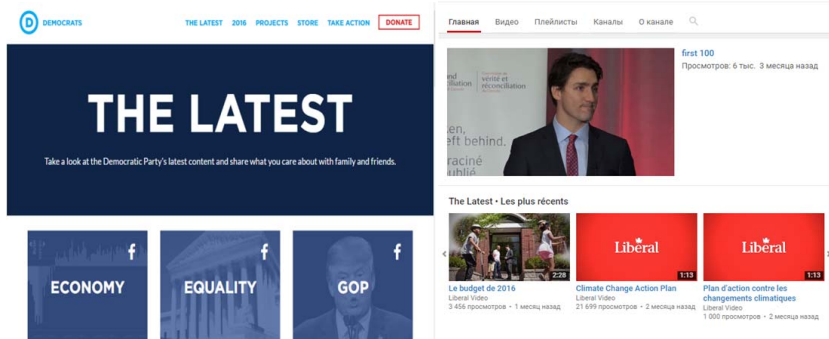 D DEMOCRATS
THE LATEST 2016 PROJECTS STORE TAKE ACTION DONATE
THE LATEST
Take a look at the Democratic Party's latest content and share what you care about with family and friends.
f f f
ECONOMY EQUALITY GOP
Главная Видео Плейлисты Каналы О канале
first 100
Просмотров: 6 тыс. 3 месяца назад
vérité et
réconciliation
eft behind.
raciné
The Latest • Les plus récents
2:28
Le budget de 2016
Liberal Video
3 456 просмотров • 1 месяц назад
Liberal
1:13
Climate Change Action Plan
Liberal Video
21 699 просмотров • 2 месяца назад
Liberal
1:13
Plan d'action contre les
changements climatiques
Liberal Video
1 000 просмотров • 2 месяца назад